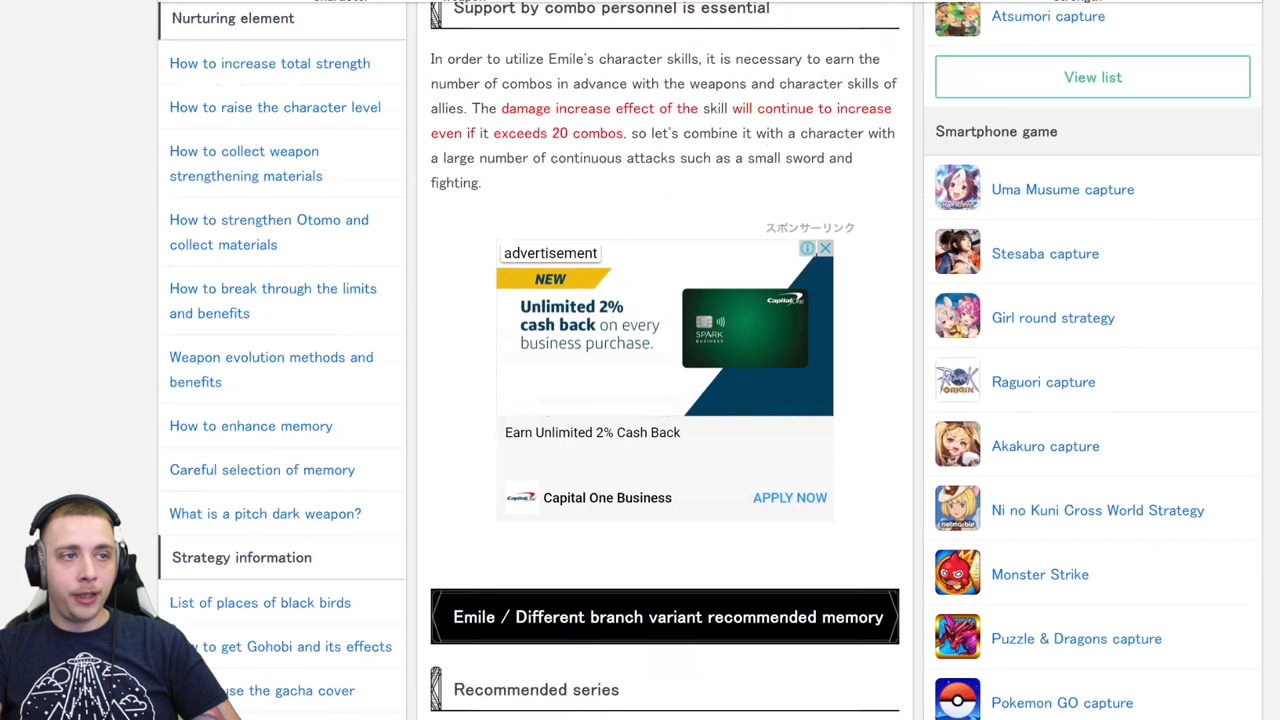 Nurturing element
How to increase total strength
How to raise the character level
How to collect weapon
strengthening materials
How to strengthen Otomo and
collect materials
How to break through the limits
and benefits
Weapon evolution methods and
benefits
How to enhance memory
Careful selection of memory
What is a pitch dark weapon?
Strategy information
List of places of black birds
to get Gohobi and its effects
use the gacha cover
Support by combo personnel is essential
In order to utilize Emile's character skills, it is necessary to earn the
number of combos in advance with the weapons and character skills of
allies. The damage increase effect of the skill will continue to increase
even if it exceeds 20 combos, so let's combine it with a character with
a large number of continuous attacks such as a small sword and
fighting.
スポンサーリンク
advertisement
NEW
Unlimited 2%
cash back on every
business purchase.
Capital One
SPARK
BUSINESS
Earn Unlimited 2% Cash Back
Capital One
Capital One Business
APPLY NOW
Emile / Different branch variant recommended memory
Recommended series
Atsumori capture
View list
Smartphone game
Uma Musume capture
Stesaba capture
Girl round strategy
ORIGIN
Raguori capture
Akakuro capture
netmarble
Ni no Kuni Cross World Strategy
Monster Strike
Puzzle & Dragons capture
Pokemon GO capture